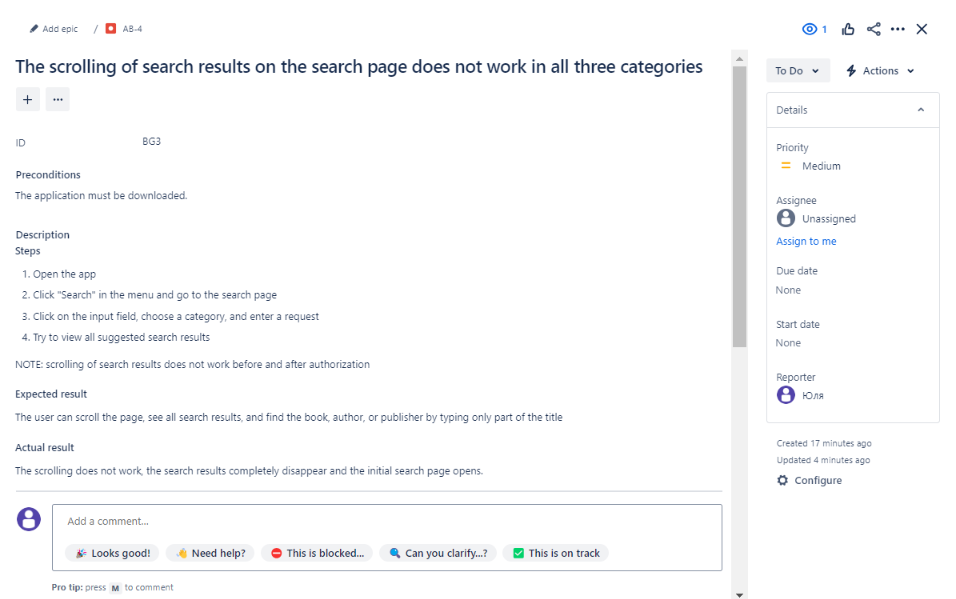 Add epic / AB-4
1
The scrolling of search results on the search page does not work in all three categories
To Do
Actions
ID BG3
Preconditions
The application must be downloaded.
Description
Steps
1. Open the app
2. Click "Search" in the menu and go to the search page
3. Click on the input field, choose a category, and enter a request
4. Try to view all suggested search results
NOTE: scrolling of search results does not work before and after authorization
Expected result
The user can scroll the page, see all search results, and find the book, author, or publisher by typing only part of the title
Actual result
The scrolling does not work, the search results completely disappear and the initial search page opens.
Add a comment...
Looks good!
Need help?
This is blocked...
Can you clarify...?
This is on track
Pro tip: press M to comment
Details
Priority
Medium
Assignee
Unassigned
Assign to me
Due date
None
Start date
None
Reporter
Юля
Created 17 minutes ago
Updated 4 minutes ago
Configure